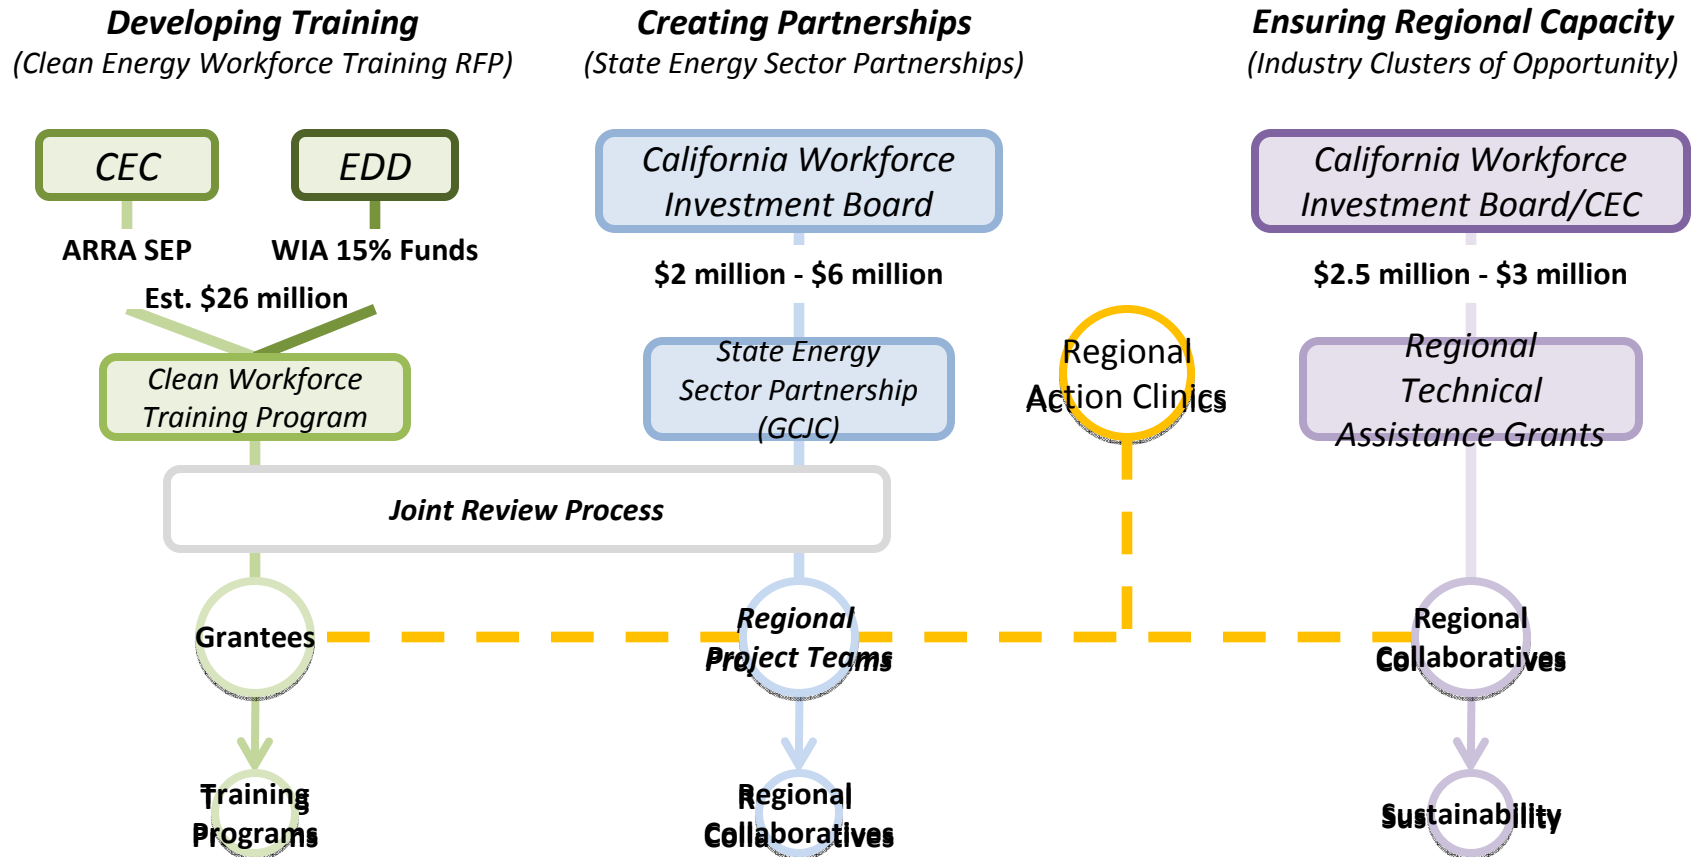 Developing Training
(Clean Energy Workforce Training RFP)
Creating Partnerships
(State Energy Sector Partnerships)
Ensuring Regional Capacity
(Industry Clusters of Opportunity)
CEC
EDD
ARRA SEP
WIA 15% Funds
Est. $26 million
Clean Workforce
Training Program
California Workforce
Investment Board
$2 million - $6 million
State Energy
Sector Partnership
(GCJC)
Regional
Action Clinics
California Workforce
Investment Board/CEC
$2.5 million - $3 million
Regional
Technical
Assistance Grants
Joint Review Process
Grantees
Regional
Project Teams
Regional
Collaboratives
Training
Programs
Regional
Collaboratives
Sustainability